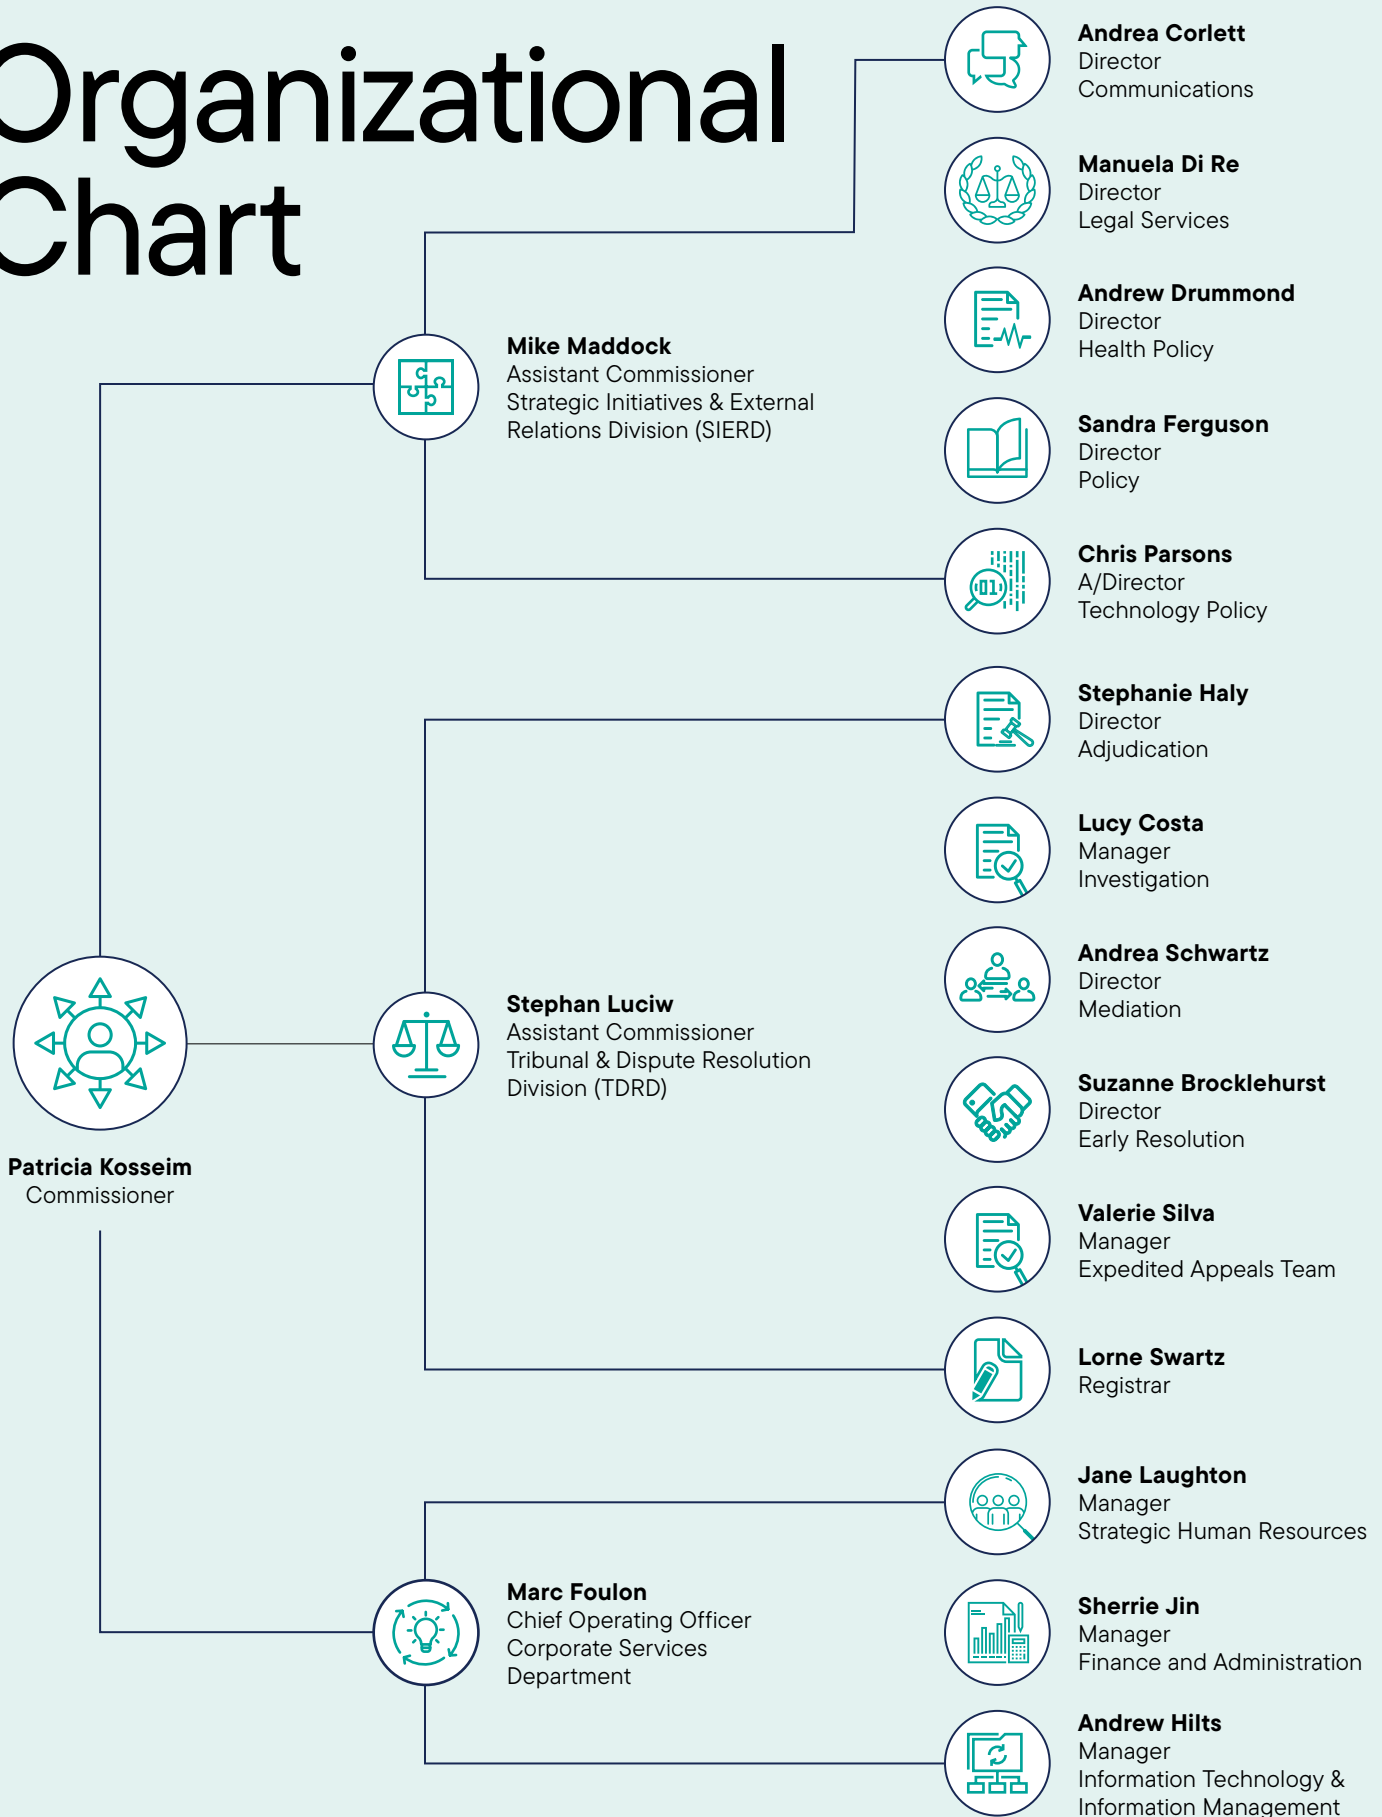 Organizational
Chart
Andrea Corlett
Director
Communications
Manuela Di Re
Director
Legal Services
Andrew Drummond
Director
Health Policy
Mike Maddock
Assistant Commissioner
Strategic Initiatives & External
Relations Division (SIERD)
Sandra Ferguson
Director
Policy
Chris Parsons
A/Director
Technology Policy
01
Stephanie Haly
Director
Adjudication
Lucy Costa
Manager
Investigation
Andrea Schwartz
Director
Mediation
Stephan Luciw
Assistant Commissioner
Tribunal & Dispute Resolution
Division (TDRD)
Patricia Kosseim
Commissioner
Suzanne Brocklehurst
Director
Early Resolution
Valerie Silva
Manager
Expedited Appeals Team
Lorne Swartz
Registrar
Jane Laughton
Manager
Strategic Human Resources
Marc Foulon
Chief Operating Officer
Corporate Services
Department
Sherrie Jin
Manager
Finance and Administration
Andrew Hilts
Manager
Information Technology &
Information Management